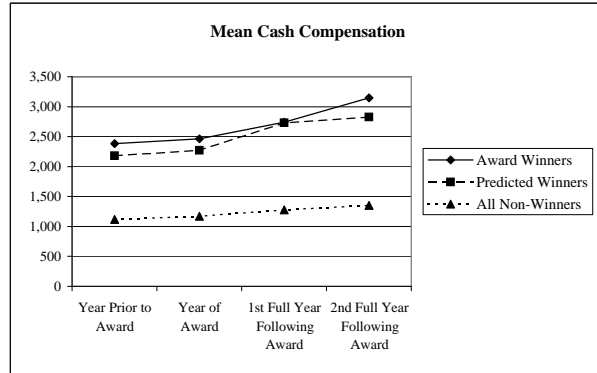 Mean Cash Compensation
3,500
3,000
2,500
2,000
1,500
1,000
500
0
Year Prior to
Award
Year of
Award
1st Full Year
Following
Award
2nd Full Year
Following
Award
Award Winners
Predicted Winners
All Non-Winners